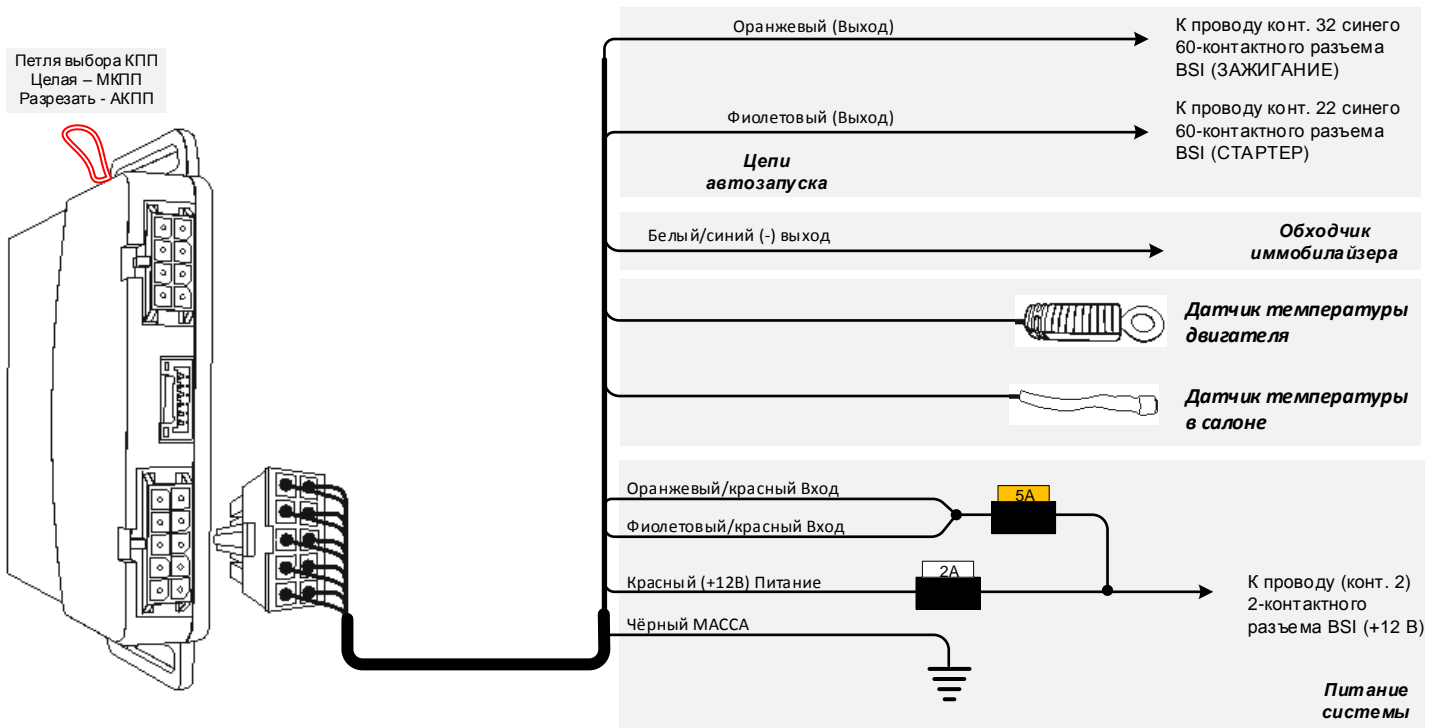 Петля выбора КПП
Целая – МКПП
Разрезать - АКПП
Оранжевый (Выход)
К проводу конт. 32 синего
60-контактного разъема
BSI (ЗАЖИГАНИЕ)
Фиолетовый (Выход)
К проводу конт. 22 синего
60-контактного разъема
BSI (СТАРТЕР)
Цепи
автозапуска
Белый/синий (-) выход
Обходчик
иммобилайзера
Датчик температуры
двигателя
Датчик температуры
в салоне
Оранжевый/красный Вход
5А
Фиолетовый/красный Вход
Красный (+12В) Питание
2А
К проводу (конт. 2)
2-контактного
разъема BSI (+12 В)
Чёрный МАССА
Питание
системы